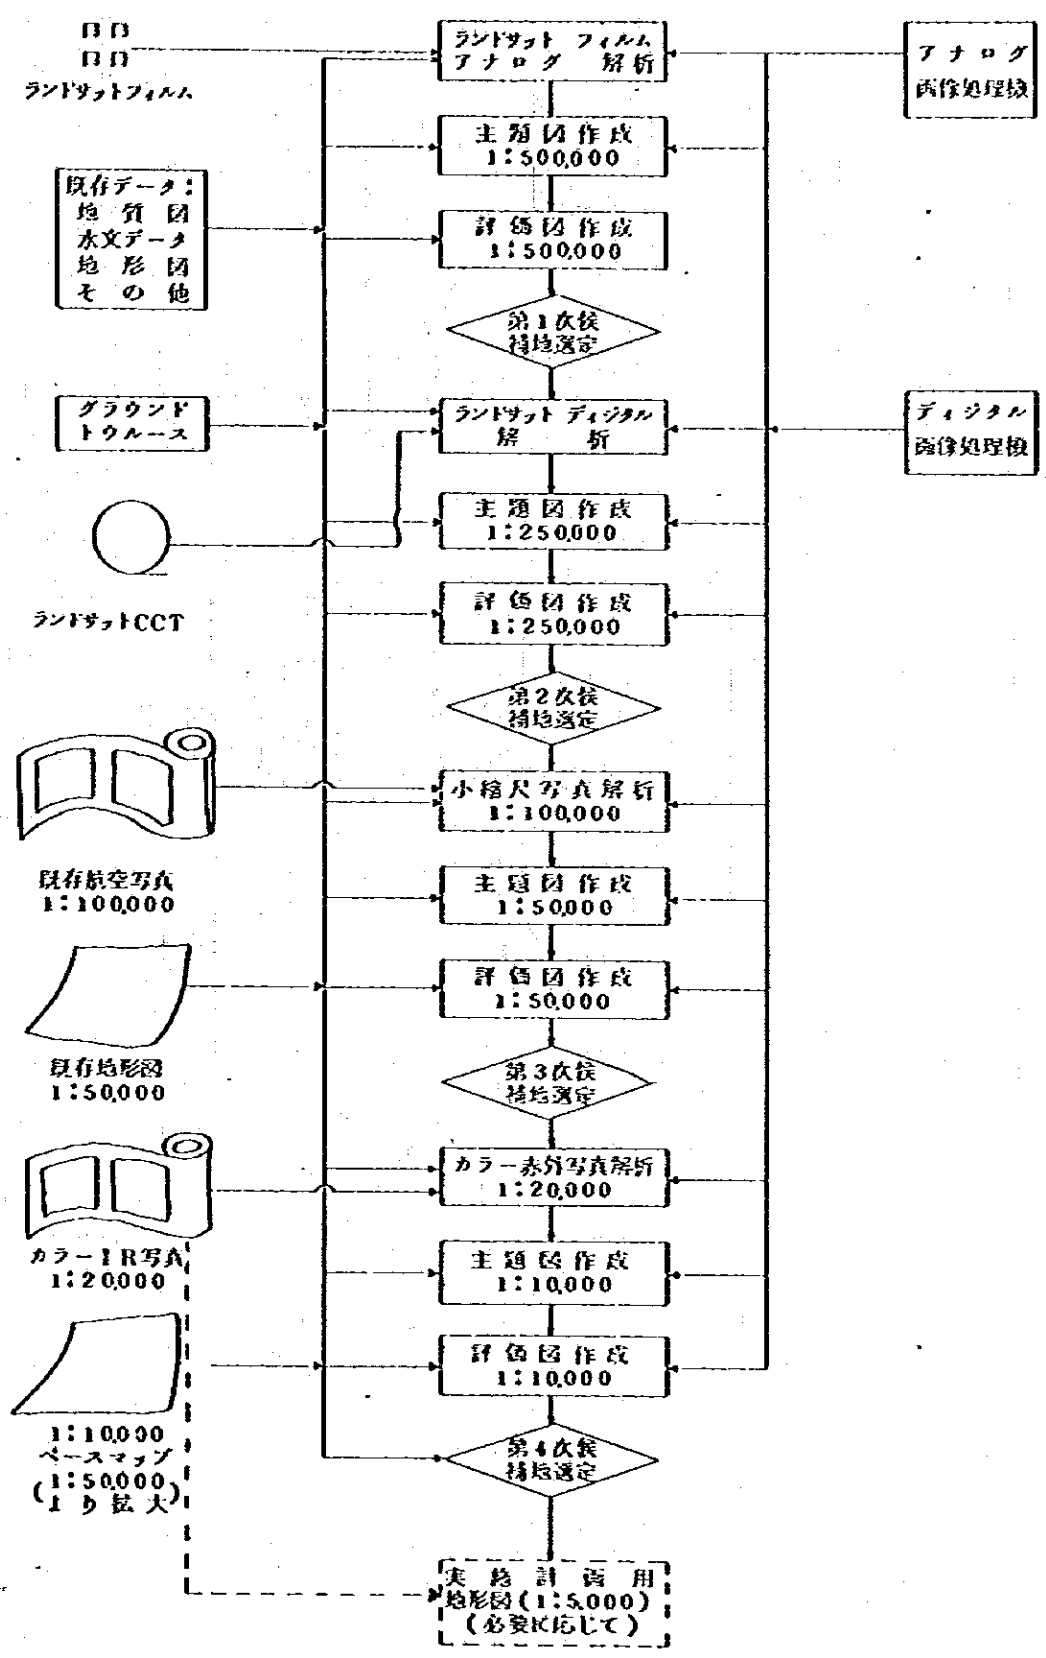 ランドサットフィルム
既存データ:
地質図
水文データ
地形図
その他
グラウンド
トゥルース
ランドサットCCT
既存航空写真
1:100,000
既存地形図
1:50,000
カラーIR写真
1:20,000
1:10,000
ベースマップ
(1:50,000
より拡大)
ランドサット フィルム
アナログ 解析
主題図作成
1:500,000
評価図作成
1:500,000
第1次候
補地選定
ランドサット ディジタル
解析
主題図作成
1:250,000
評価図作成
1:250,000
第2次候
補地選定
小縮尺写真解析
1:100,000
主題図作成
1:50,000
評価図作成
1:50,000
第3次候
補地選定
カラー赤外写真解析
1:20,000
主題図作成
1:10,000
評価図作成
1:10,000
第4次候
補地選定
実施計画用
地形図(1:5,000)
(必要に応じて)
アナログ
画像処理機
ディジタル
画像処理機